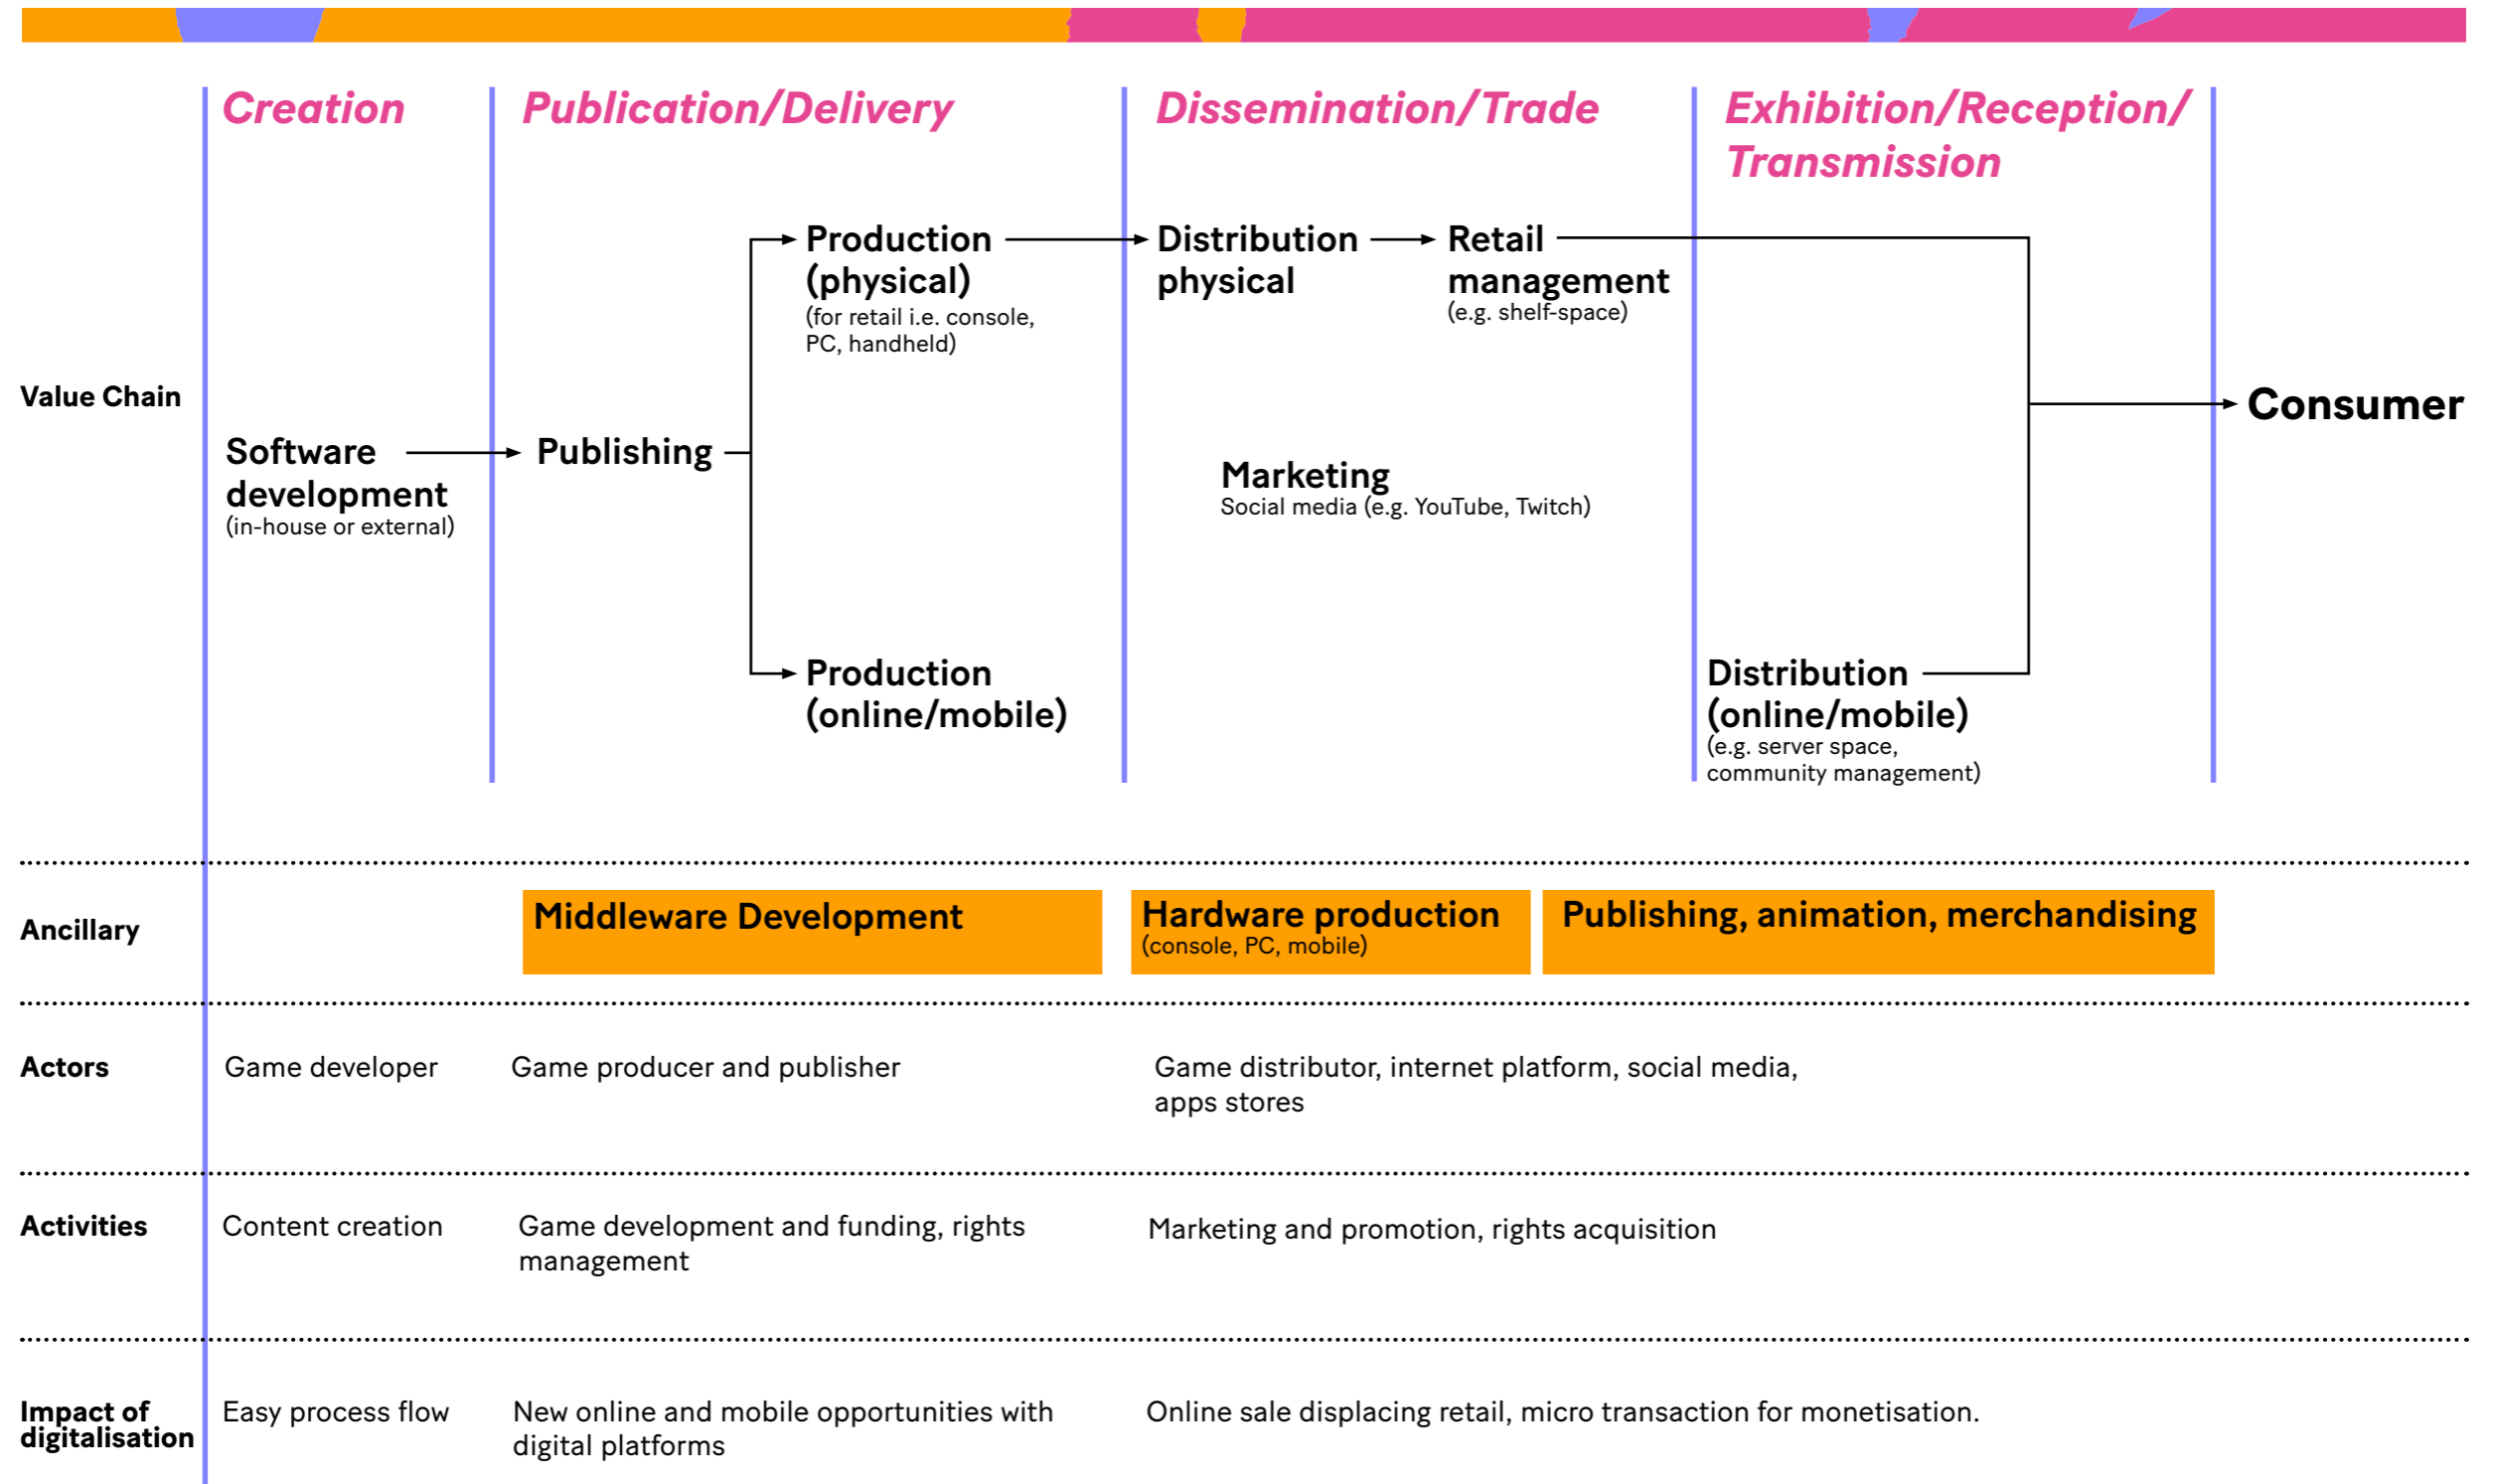 Creation
Publication/Delivery
Dissemination/Trade
Exhibition/Reception/
Transmission
Value Chain
Software
development
(in-house or external)
Publishing
Production
(physical)
(for retail i.e. console,
PC, handheld)
Production
(online/mobile)
Distribution
physical
Retail
management
(e.g. shelf-space)
Marketing
Social media (e.g. YouTube, Twitch)
Distribution
(online/mobile)
(e.g. server space,
community management)
Consumer
Ancillary
Middleware Development
Hardware production
(console, PC, mobile)
Publishing, animation, merchandising
Actors
Game developer
Game producer and publisher
Game distributor, internet platform, social media,
apps stores
Activities
Content creation
Game development and funding, rights
management
Marketing and promotion, rights acquisition
Impact of
digitalisation
Easy process flow
New online and mobile opportunities with
digital platforms
Online sale displacing retail, micro transaction for monetisation.